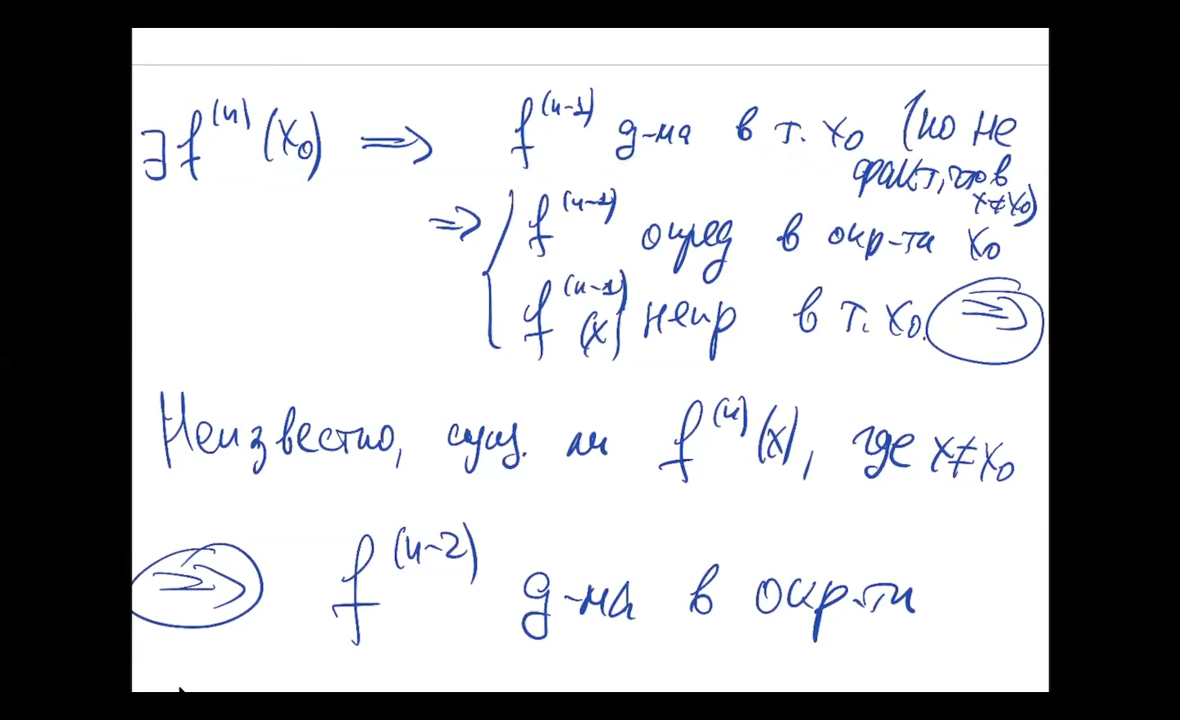 ∃ f⁽ⁿ⁾(x₀) ⇒ f⁽ⁿ⁻¹⁾ д-ма в т. x₀ (но не
факт, что в
x≠x₀)
⇒ { f⁽ⁿ⁻¹⁾ опред в окр-ти x₀
f⁽ⁿ⁻¹⁾(x) непр в т. x₀. ⇒
Неизвестно, сущ. ли f⁽ⁿ⁾(x), где x≠x₀
⇒ f⁽ⁿ⁻²⁾ д-ма в окр-ти